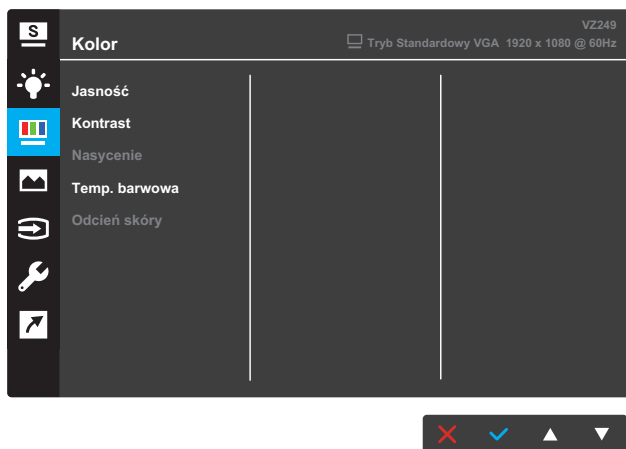 S
VZ249
Kolor
Tryb Standardowy VGA 1920 x 1080 @ 60Hz
Jasność
Kontrast
Nasycenie
Temp. barwowa
Odcień skóry